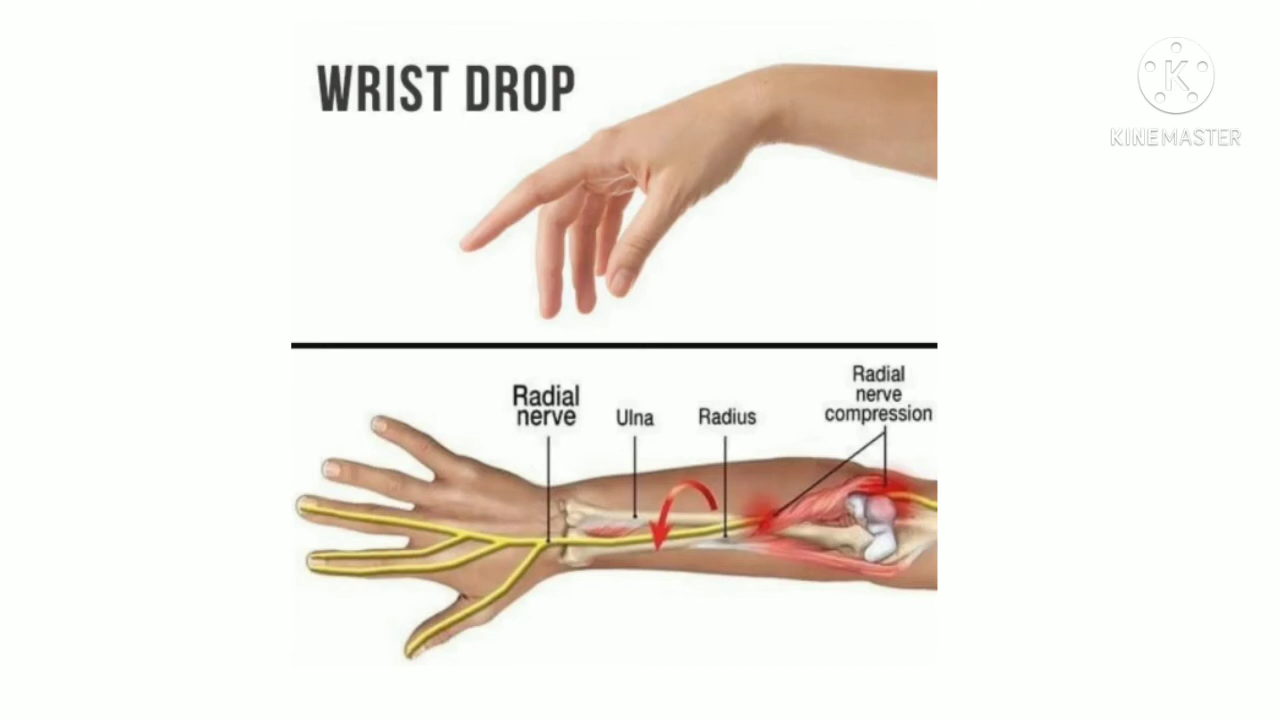 WRIST DROP
K
KINEMASTER
Radial
nerve
Ulna
Radius
Radial
nerve
compression